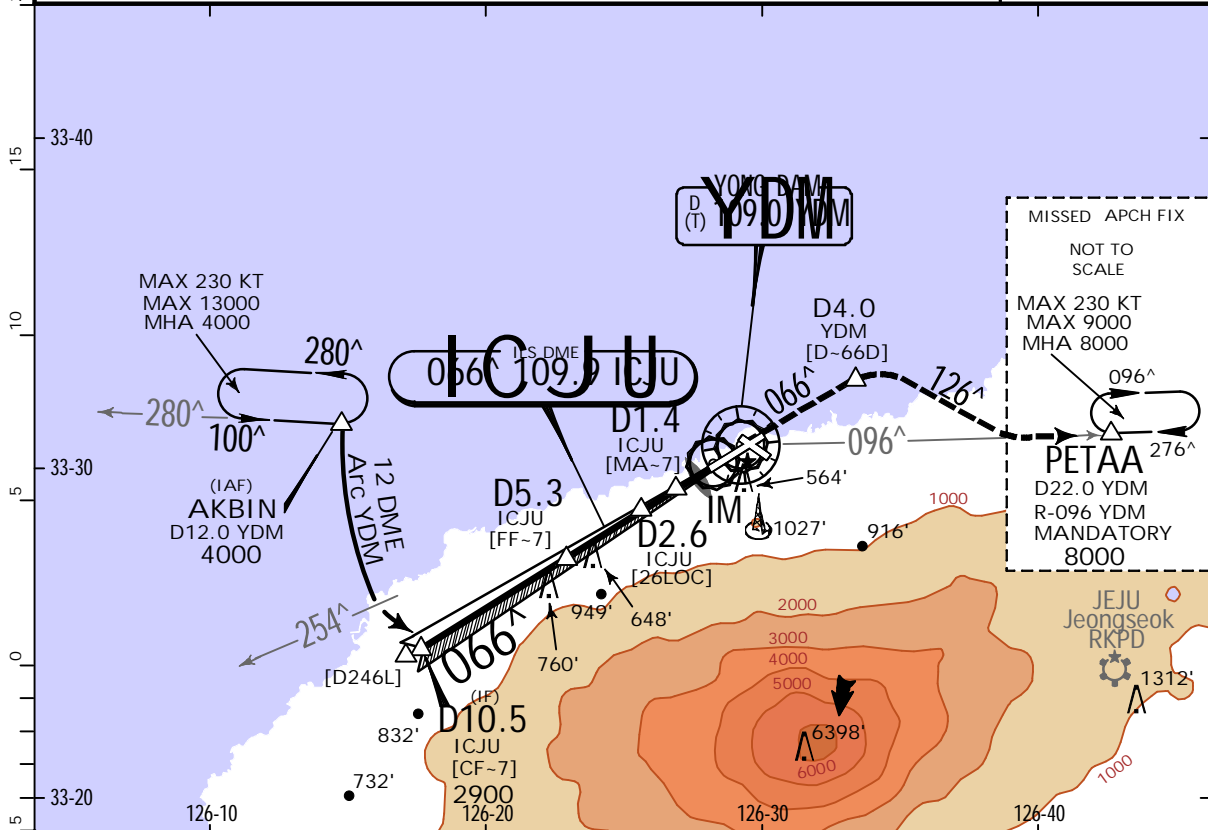 33-40
15
YONG DAM
D
(T)
109.0 YDM
YDM
MISSED APCH FIX
NOT TO
SCALE
MAX 230 KT
MAX 9000
MHA 8000
096^
276^
PETAA
D22.0 YDM
R-096 YDM
MANDATORY
8000
MAX 230 KT
MAX 13000
MHA 4000
280^
280^
100^
10
D4.0
YDM
[D~66D]
066^
126^
096^
ILS DME
066^ 109.9 ICJU
ICJU
D1.4
ICJU
[MA~7]
33-30
(IAF)
AKBIN
D12.0 YDM
4000
12 DME
Arc YDM
5
D5.3
ICJU
[FF~7]
IM
564'
1027'
916'
1000
D2.6
ICJU
[26LOC]
949'
648'
760'
254^
066^
[D246L]
0
(IF)
D10.5
ICJU
[CF~7]
2900
832'
732'
2000
3000
4000
5000
6398'
6000
JEJU
Jeongseok
RKPD
1312'
1000
33-20
5
126-10
126-20
126-30
126-40